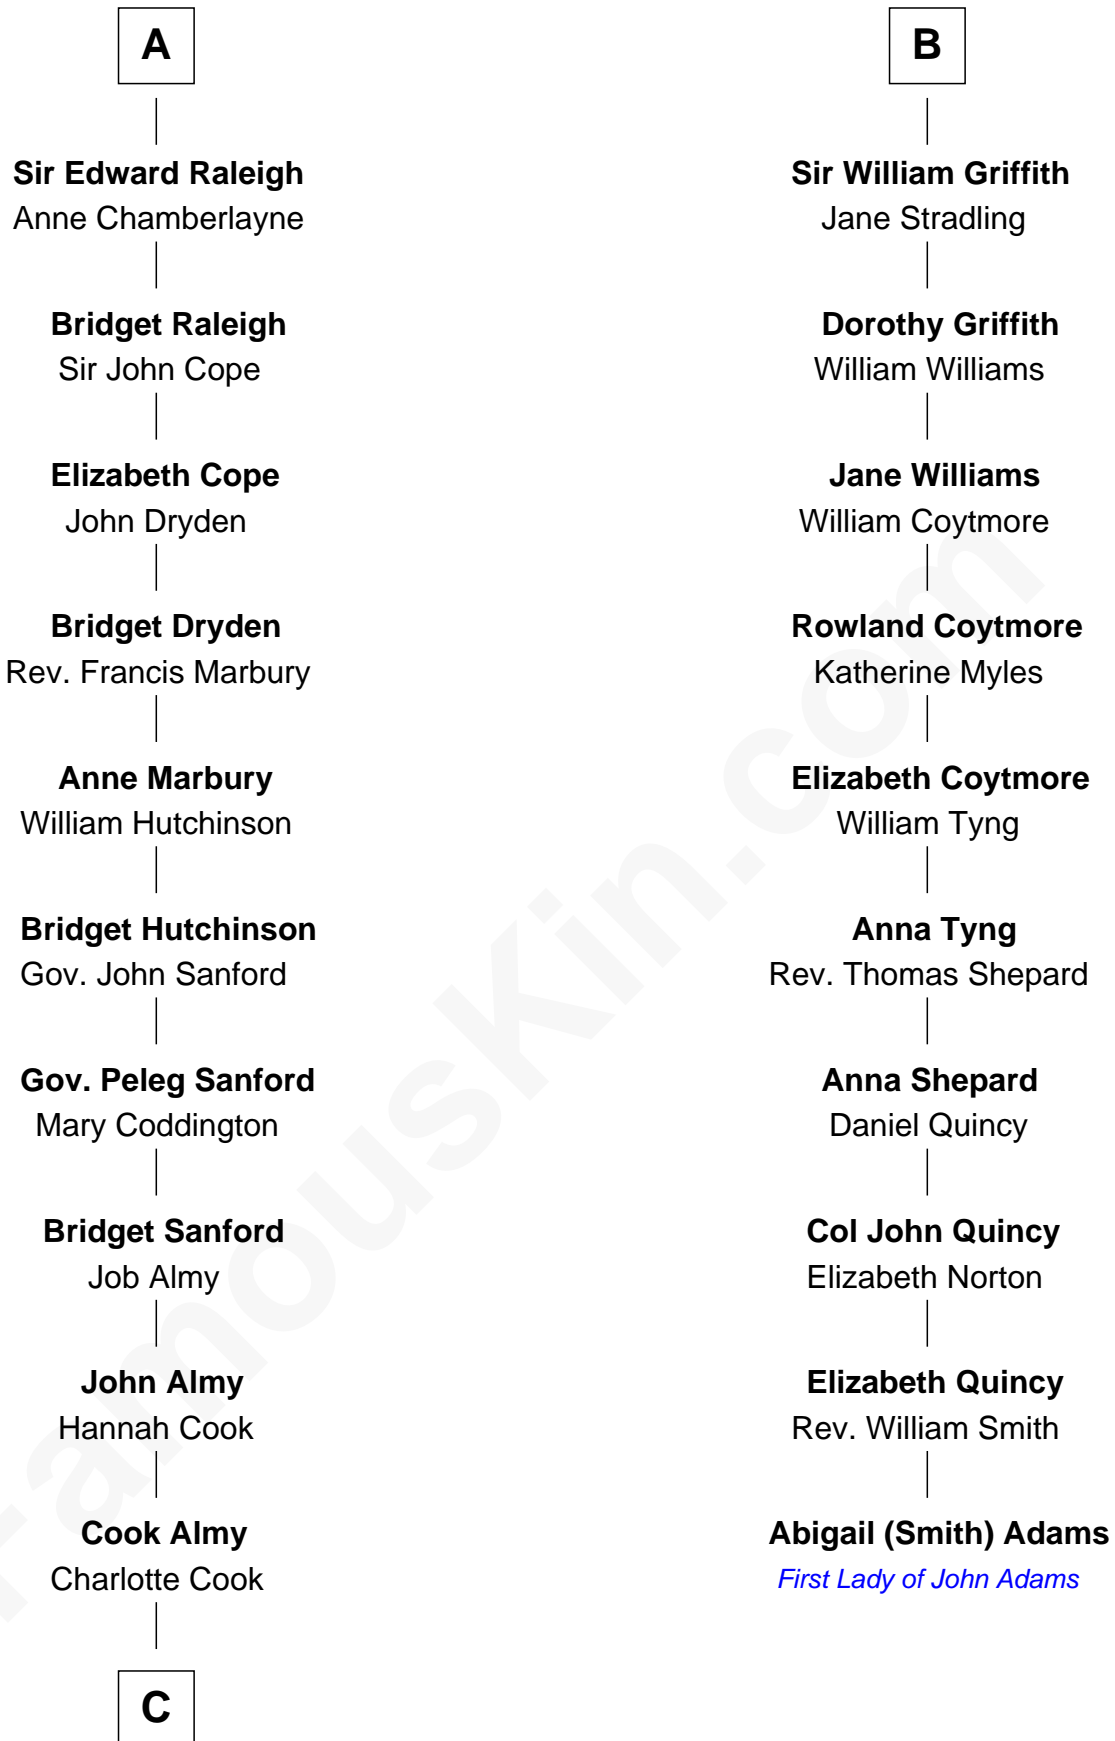 A
Sir Edward Raleigh
Anne Chamberlayne
Bridget Raleigh
Sir John Cope
Elizabeth Cope
John Dryden
Bridget Dryden
Rev. Francis Marbury
Anne Marbury
William Hutchinson
Bridget Hutchinson
Gov. John Sanford
Gov. Peleg Sanford
Mary Coddington
Bridget Sanford
Job Almy
John Almy
Hannah Cook
Cook Almy
Charlotte Cook
C
B
Sir William Griffith
Jane Stradling
Dorothy Griffith
William Williams
Jane Williams
William Coytmore
Rowland Coytmore
Katherine Myles
Elizabeth Coytmore
William Tyng
Anna Tyng
Rev. Thomas Shepard
Anna Shepard
Daniel Quincy
Col John Quincy
Elizabeth Norton
Elizabeth Quincy
Rev. William Smith
Abigail (Smith) Adams
First Lady of John Adams
FamousKin.com